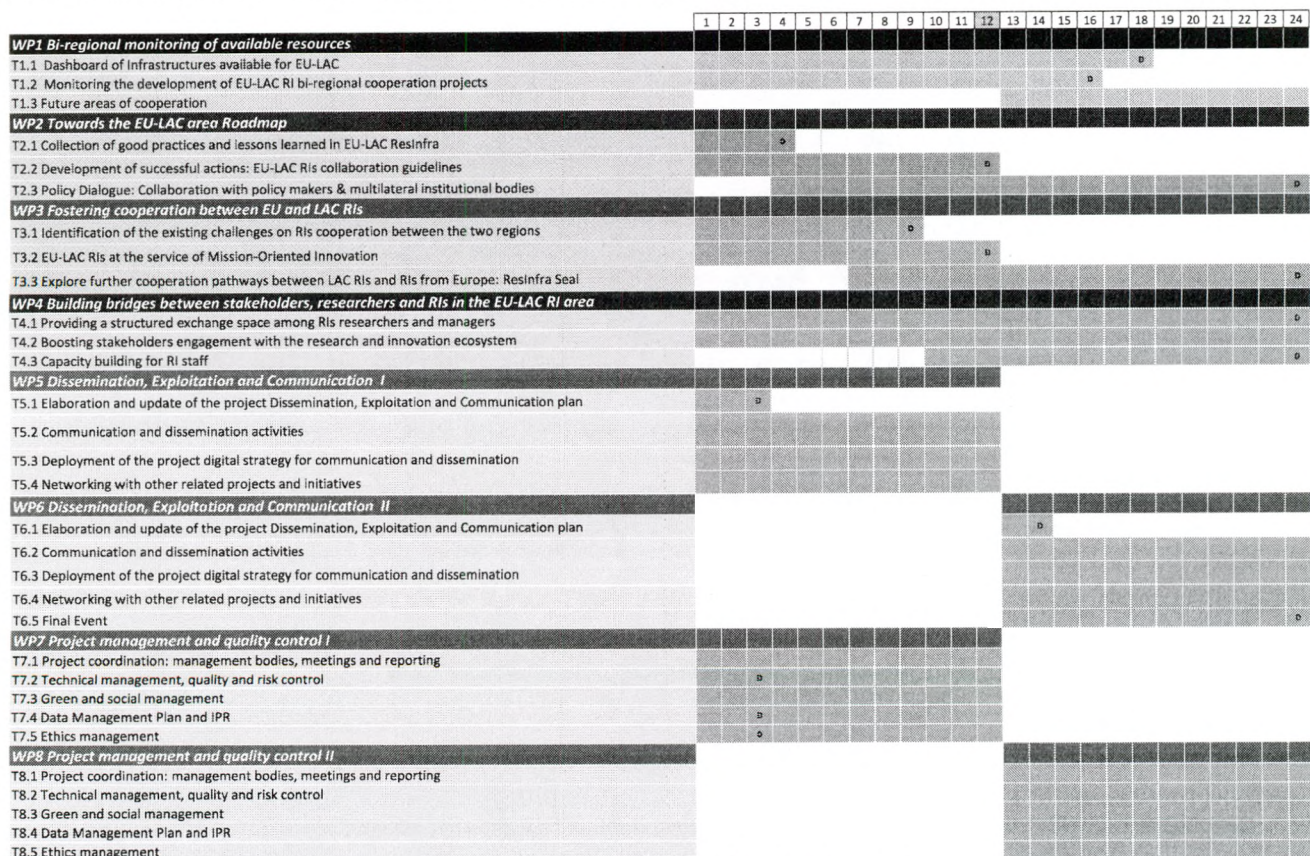 1 2 3 4 5 6 7 8 9 10 11 12 13 14 15 16 17 18 19 20 21 22 23 24
WP1 Bi-regional monitoring of available resources
T1.1 Dashboard of Infrastructures available for EU-LAC D
T1.2 Monitoring the development of EU-LAC RI bi-regional cooperation projects D
T1.3 Future areas of cooperation
WP2 Towards the EU-LAC area Roadmap
T2.1 Collection of good practices and lessons learned in EU-LAC ResInfra D
T2.2 Development of successful actions: EU-LAC RIs collaboration guidelines D
T2.3 Policy Dialogue: Collaboration with policy makers & multilateral institutional bodies D
WP3 Fostering cooperation between EU and LAC RIs
T3.1 Identification of the existing challenges on RIs cooperation between the two regions D
T3.2 EU-LAC RIs at the service of Mission-Oriented Innovation D
T3.3 Explore further cooperation pathways between LAC RIs and RIs from Europe: ResInfra Seal D
WP4 Building bridges between stakeholders, researchers and RIs in the EU-LAC RI area
T4.1 Providing a structured exchange space among RIs researchers and managers D
T4.2 Boosting stakeholders engagement with the research and innovation ecosystem
T4.3 Capacity building for RI staff D
WP5 Dissemination, Exploitation and Communication I
T5.1 Elaboration and update of the project Dissemination, Exploitation and Communication plan D
T5.2 Communication and dissemination activities
T5.3 Deployment of the project digital strategy for communication and dissemination
T5.4 Networking with other related projects and initiatives
WP6 Dissemination, Exploitation and Communication II
T6.1 Elaboration and update of the project Dissemination, Exploitation and Communication plan D
T6.2 Communication and dissemination activities
T6.3 Deployment of the project digital strategy for communication and dissemination
T6.4 Networking with other related projects and initiatives
T6.5 Final Event D
WP7 Project management and quality control I
T7.1 Project coordination: management bodies, meetings and reporting
T7.2 Technical management, quality and risk control D
T7.3 Green and social management
T7.4 Data Management Plan and IPR D
T7.5 Ethics management D
WP8 Project management and quality control II
T8.1 Project coordination: management bodies, meetings and reporting
T8.2 Technical management, quality and risk control
T8.3 Green and social management
T8.4 Data Management Plan and IPR
T8.5 Ethics management